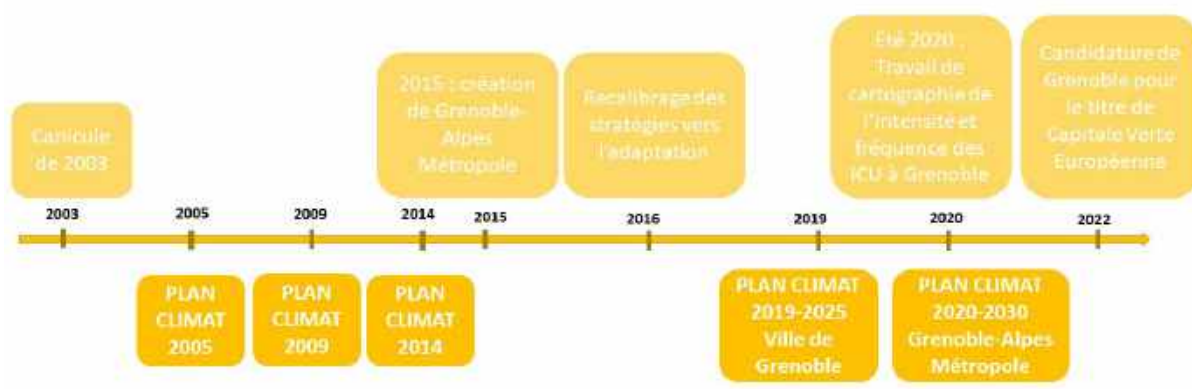 Canicule
de 2003
2015 : création
de Grenoble-
Alpes
Métropole
Recalibrage des
stratégies vers
l'adaptation
Eté 2020 :
Travail de
cartographie de
l'intensité et
fréquence des
ICU à Grenoble
Candidature de
Grenoble pour
le titre de
Capitale Verte
Européenne
2003
2005
2009
2014
2015
2016
2019
2020
2022
PLAN
CLIMAT
2005
PLAN
CLIMAT
2009
PLAN
CLIMAT
2014
PLAN CLIMAT
2019-2025
Ville de
Grenoble
PLAN CLIMAT
2020-2030
Grenoble-Alpes
Métropole